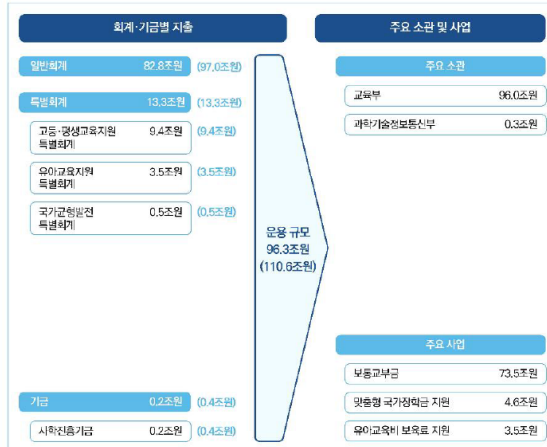 회계·기금별 지출
일반회계 82.8조원 (97.0조원)
특별회계 13.3조원 (13.3조원)
고등·평생교육지원 9.4조원 (9.4조원)
특별회계
유아교육지원 3.5조원 (3.5조원)
특별회계
국가균형발전 0.5조원 (0.5조원)
특별회계
기금 0.2조원 (0.4조원)
사학진흥기금 0.2조원 (0.4조원)
운용 규모
96.3조원
(110.6조원)
주요 소관 및 사업
주요 소관
교육부 96.0조원
과학기술정보통신부 0.3조원
주요 사업
보통교부금 73.5조원
맞춤형 국가장학금 지원 4.6조원
유아교육비 보육료 지원 3.5조원